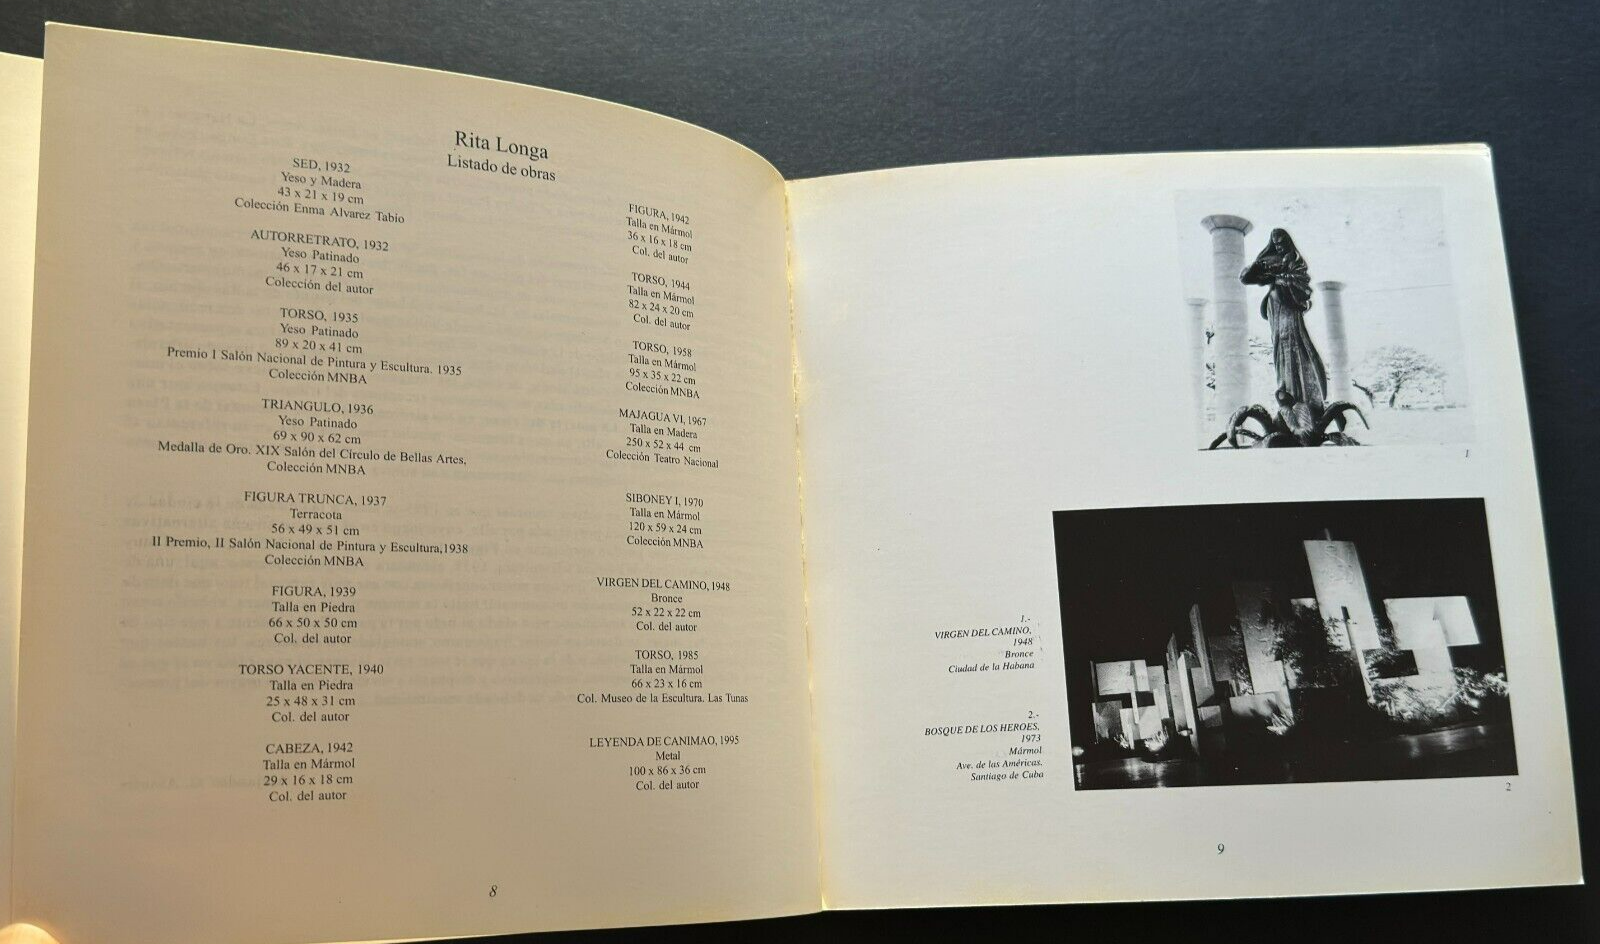 Rita Longa
Listado de obras
SED, 1932
Yeso y Madera
43 x 21 x 19 cm
Colección Enma Alvarez Tabio
AUTORRETRATO, 1932
Yeso Patinado
46 x 17 x 21 cm
Colección del autor
TORSO, 1935
Yeso Patinado
89 x 20 x 41 cm
Premio I Salón Nacional de Pintura y Escultura. 1935
Colección MNBA
TRIANGULO, 1936
Yeso Patinado
69 x 90 x 62 cm
Medalla de Oro. XIX Salón del Círculo de Bellas Artes,
Colección MNBA
FIGURA TRUNCA, 1937
Terracota
56 x 49 x 51 cm
II Premio, II Salón Nacional de Pintura y Escultura,1938
Colección MNBA
FIGURA, 1939
Talla en Piedra
66 x 50 x 50 cm
Col. del autor
TORSO YACENTE, 1940
Talla en Piedra
25 x 48 x 31 cm
Col. del autor
CABEZA, 1942
Talla en Mármol
29 x 16 x 18 cm
Col. del autor
FIGURA, 1942
Talla en Mármol
36 x 16 x 18 cm
Col. del autor
TORSO, 1944
Talla en Mármol
82 x 24 x 20 cm
Col. del autor
TORSO, 1958
Talla en Mármol
95 x 35 x 22 cm
Colección MNBA
MAJAGUA VI, 1967
Talla en Madera
250 x 52 x 44 cm
Colección Teatro Nacional
SIBONEY I, 1970
Talla en Mármol
120 x 59 x 24 cm
Colección MNBA
VIRGEN DEL CAMINO, 1948
Bronce
52 x 22 x 22 cm
Col. del autor
TORSO, 1985
Talla en Mármol
66 x 23 x 16 cm
Col. Museo de la Escultura. Las Tunas
LEYENDA DE CANIMAO, 1995
Metal
100 x 86 x 36 cm
Col. del autor
8
1
1.-
VIRGEN DEL CAMINO,
1948
Bronce
Ciudad de la Habana
2.-
BOSQUE DE LOS HEROES,
1973
Mármol
Ave. de las Américas.
Santiago de Cuba
2
9